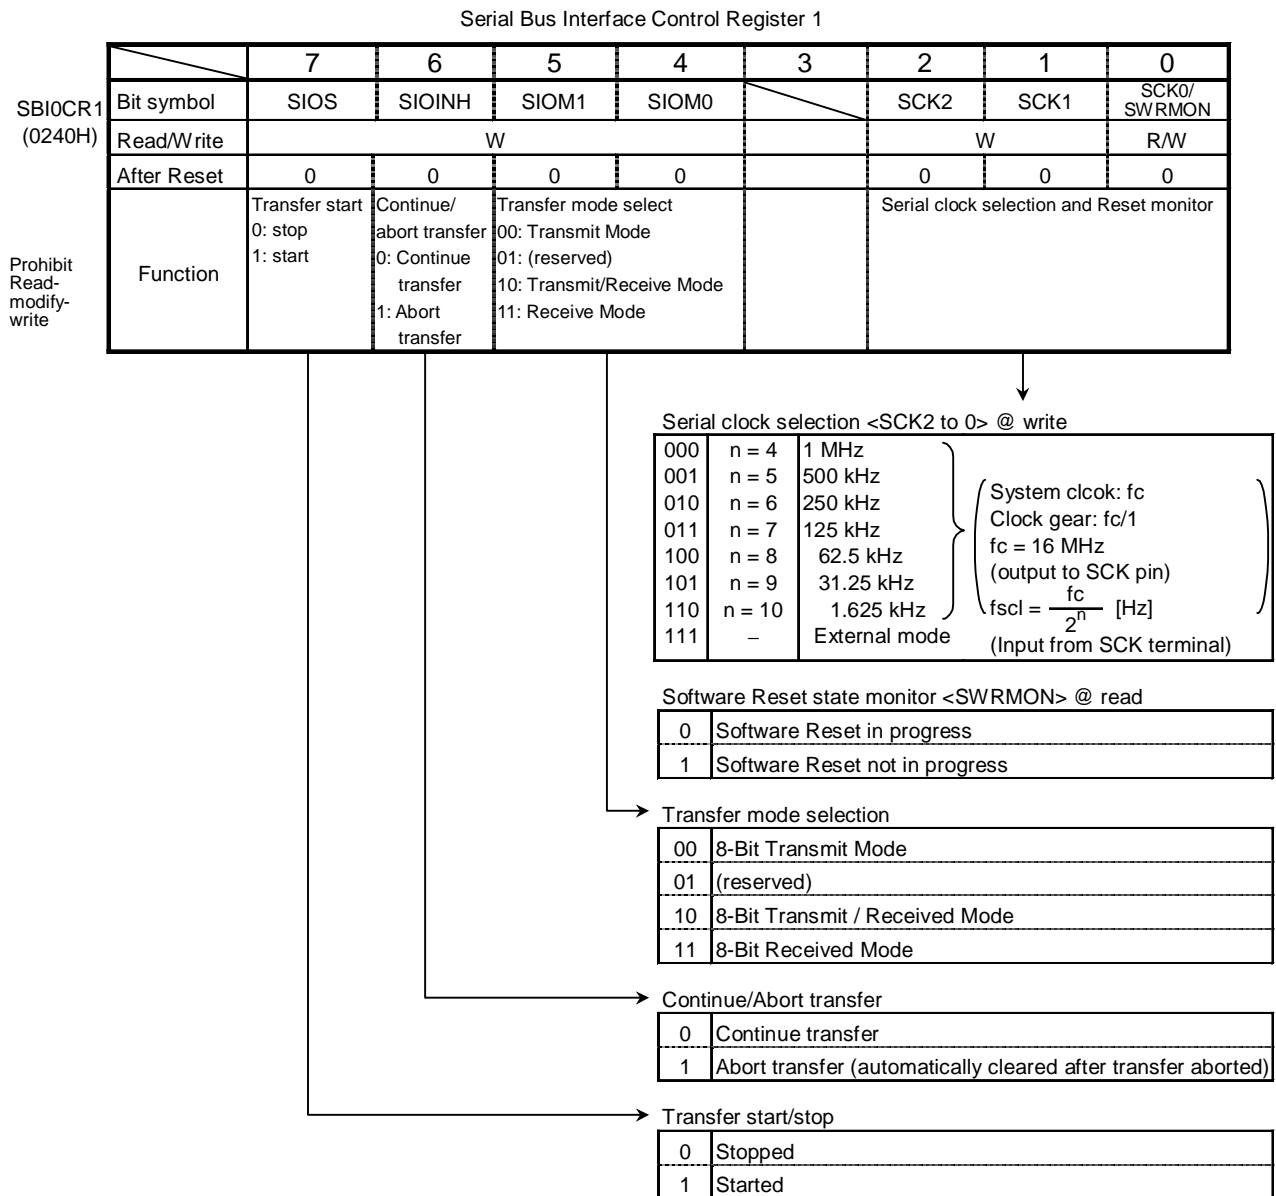 Serial Bus Interface Control Register 1
7 6 5 4 3 2 1 0
SBI0CR1
(0240H)
Bit symbol SIOS SIOINH SIOM1 SIOM0 SCK2 SCK1 SCK0/
SWRMON
Read/Write W W R/W
After Reset 0 0 0 0 0 0 0
Prohibit
Read-
modify-
write
Function
Transfer start
0: stop
1: start
Continue/
abort transfer
0: Continue
transfer
1: Abort
transfer
Transfer mode select
00: Transmit Mode
01: (reserved)
10: Transmit/Receive Mode
11: Receive Mode
Serial clock selection and Reset monitor
Serial clock selection <SCK2 to 0> @ write
000 n = 4 1 MHz
001 n = 5 500 kHz
010 n = 6 250 kHz
011 n = 7 125 kHz
100 n = 8 62.5 kHz
101 n = 9 31.25 kHz
110 n = 10 1.625 kHz
111 – External mode
System clcok: fc
Clock gear: fc/1
fc = 16 MHz
(output to SCK pin)
fscl = fc/2^n [Hz]
(Input from SCK terminal)
Software Reset state monitor <SWRMON> @ read
0 Software Reset in progress
1 Software Reset not in progress
Transfer mode selection
00 8-Bit Transmit Mode
01 (reserved)
10 8-Bit Transmit / Received Mode
11 8-Bit Received Mode
Continue/Abort transfer
0 Continue transfer
1 Abort transfer (automatically cleared after transfer aborted)
Transfer start/stop
0 Stopped
1 Started